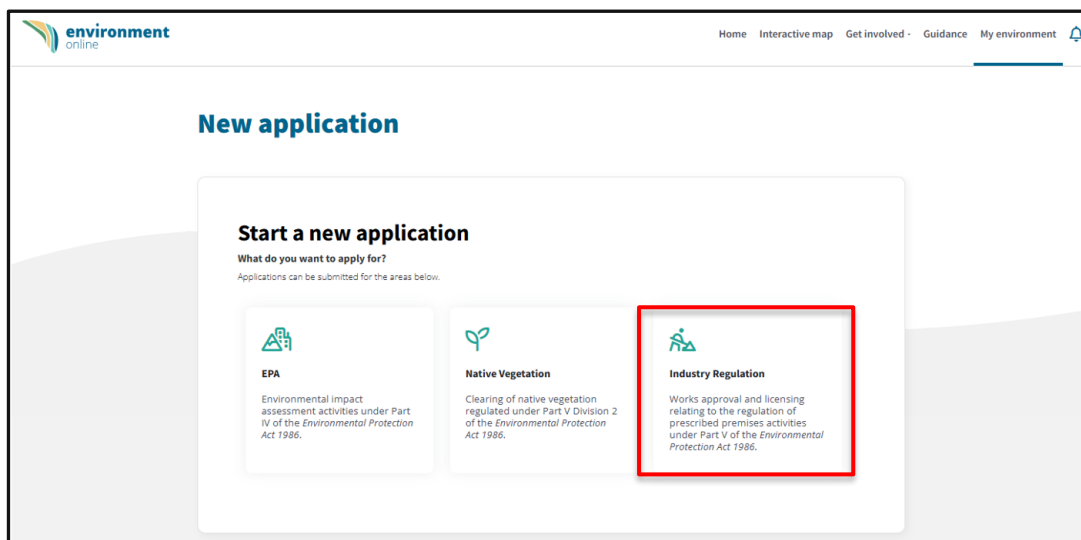 environment
online
Home Interactive map Get involved - Guidance My environment
New application
Start a new application
What do you want to apply for?
Applications can be submitted for the areas below.
EPA
Environmental impact
assessment activities under Part
IV of the Environmental Protection
Act 1986.
Native Vegetation
Clearing of native vegetation
regulated under Part V Division 2
of the Environmental Protection
Act 1986.
Industry Regulation
Works approval and licensing
relating to the regulation of
prescribed premises activities
under Part V of the Environmental
Protection Act 1986.